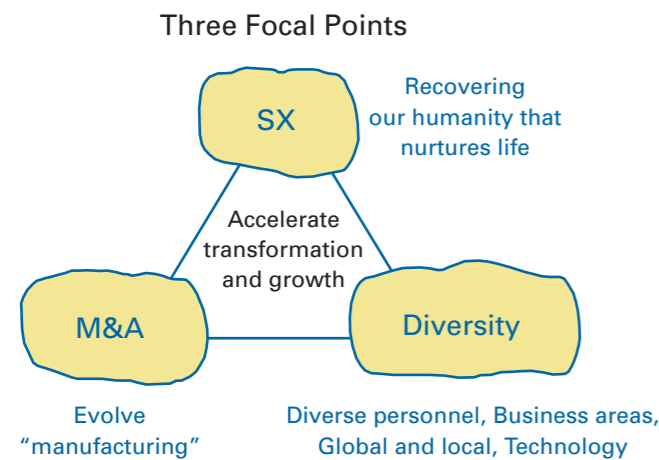 Three Focal Points
SX
Recovering
our humanity that
nurtures life
Accelerate
transformation
and growth
M&A
Diversity
Evolve
“manufacturing”
Diverse personnel, Business areas,
Global and local, Technology